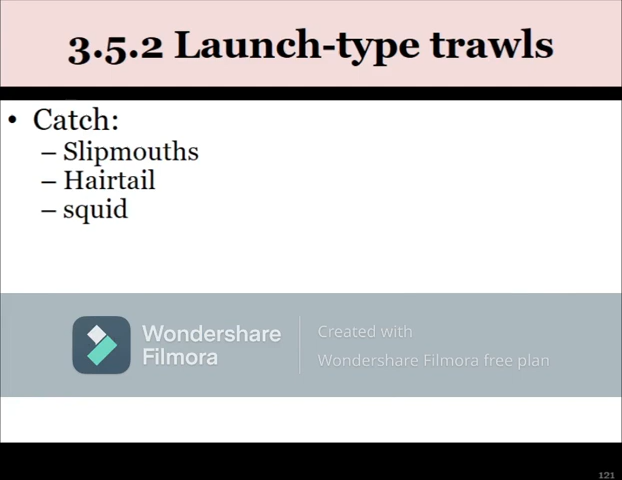 3.5.2 Launch-type trawls
• Catch:
– Slipmouths
– Hairtail
– squid
Wondershare
Filmora
Created with
Wondershare Filmora free plan
121